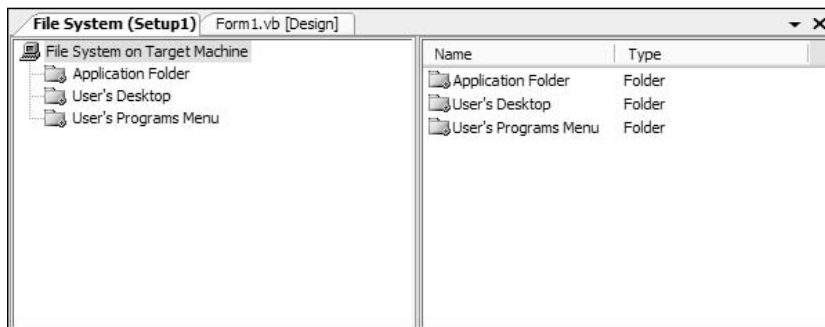 File System (Setup1) Form1.vb [Design]
File System on Target Machine
Application Folder
User's Desktop
User's Programs Menu
Name Type
Application Folder Folder
User's Desktop Folder
User's Programs Menu Folder